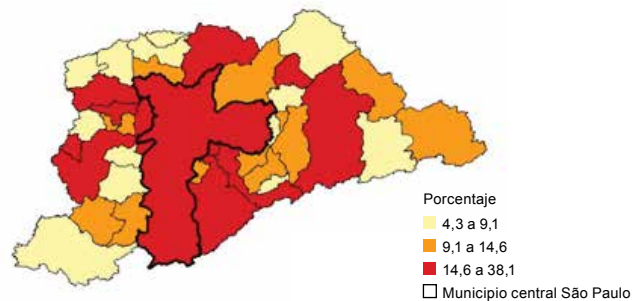 Porcentaje
4,3 a 9,1
9,1 a 14,6
14,6 a 38,1
Municipio central São Paulo